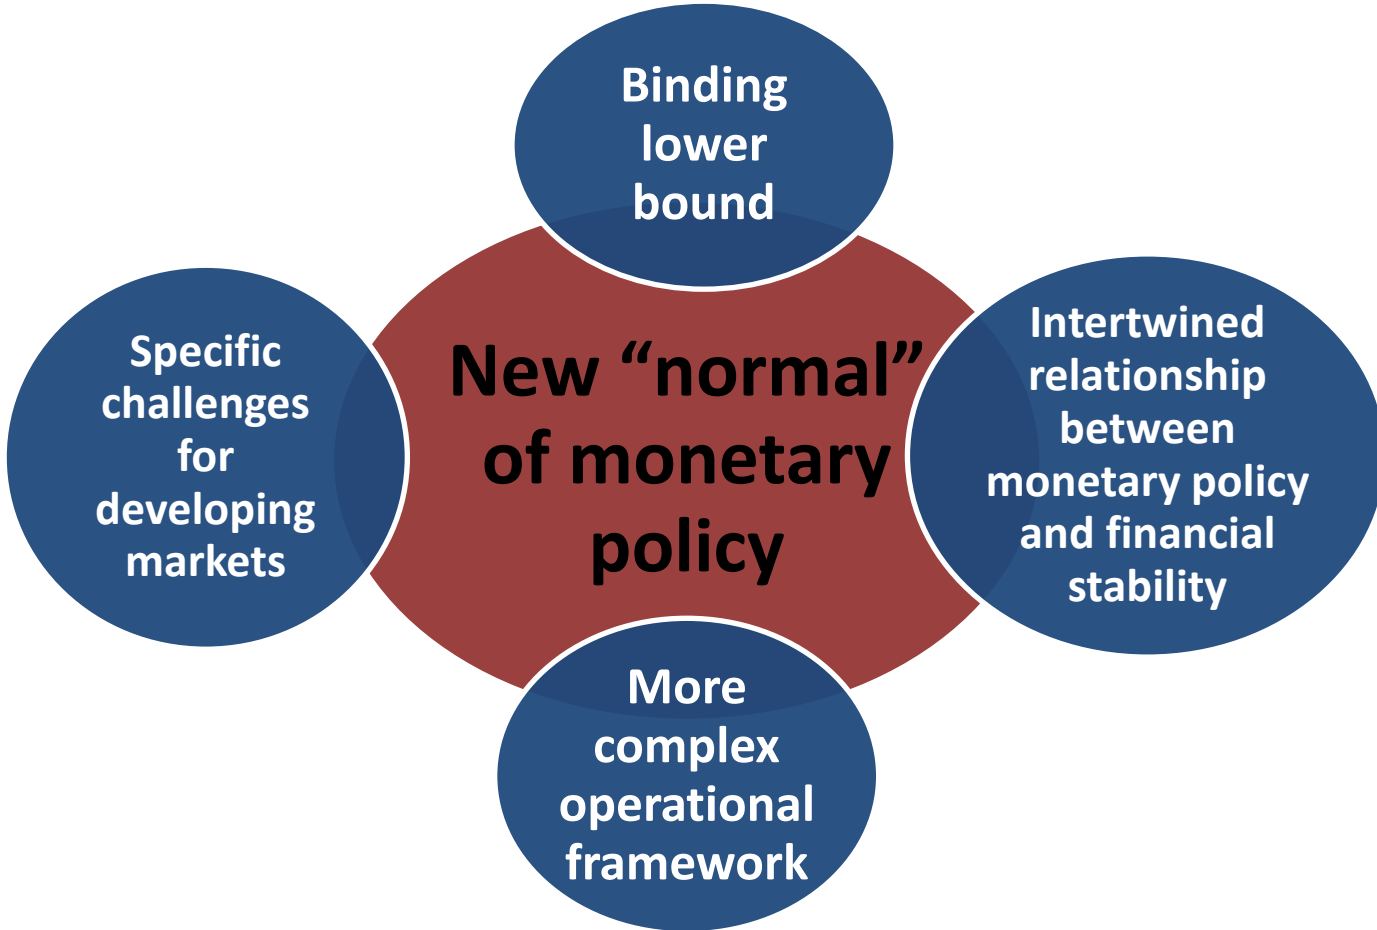 Binding
lower
bound
Specific
challenges
for
developing
markets
New “normal”
of monetary
policy
Intertwined
relationship
between
monetary policy
and financial
stability
More
complex
operational
framework